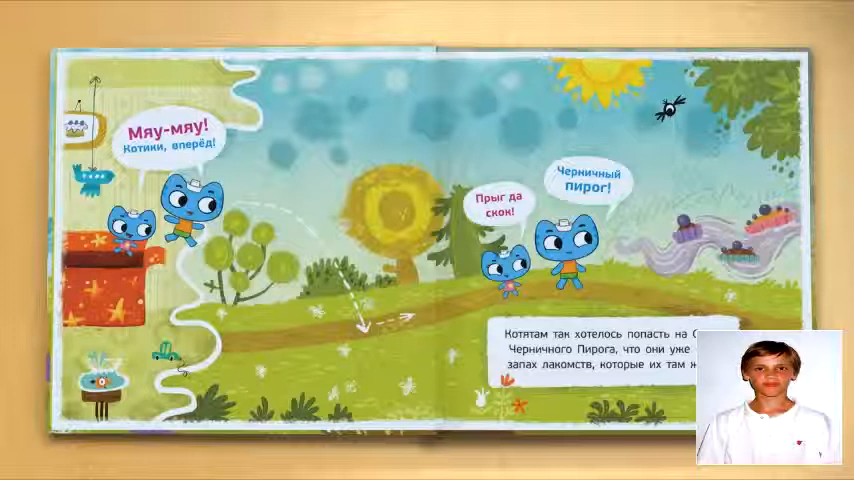 Мяу-мяу!
Котики, вперёд!
Прыг да
скок!
Черничный
пирог!
Котятам так хотелось попасть на
Черничного Пирога, что они уже
запах лакомств, которые их там